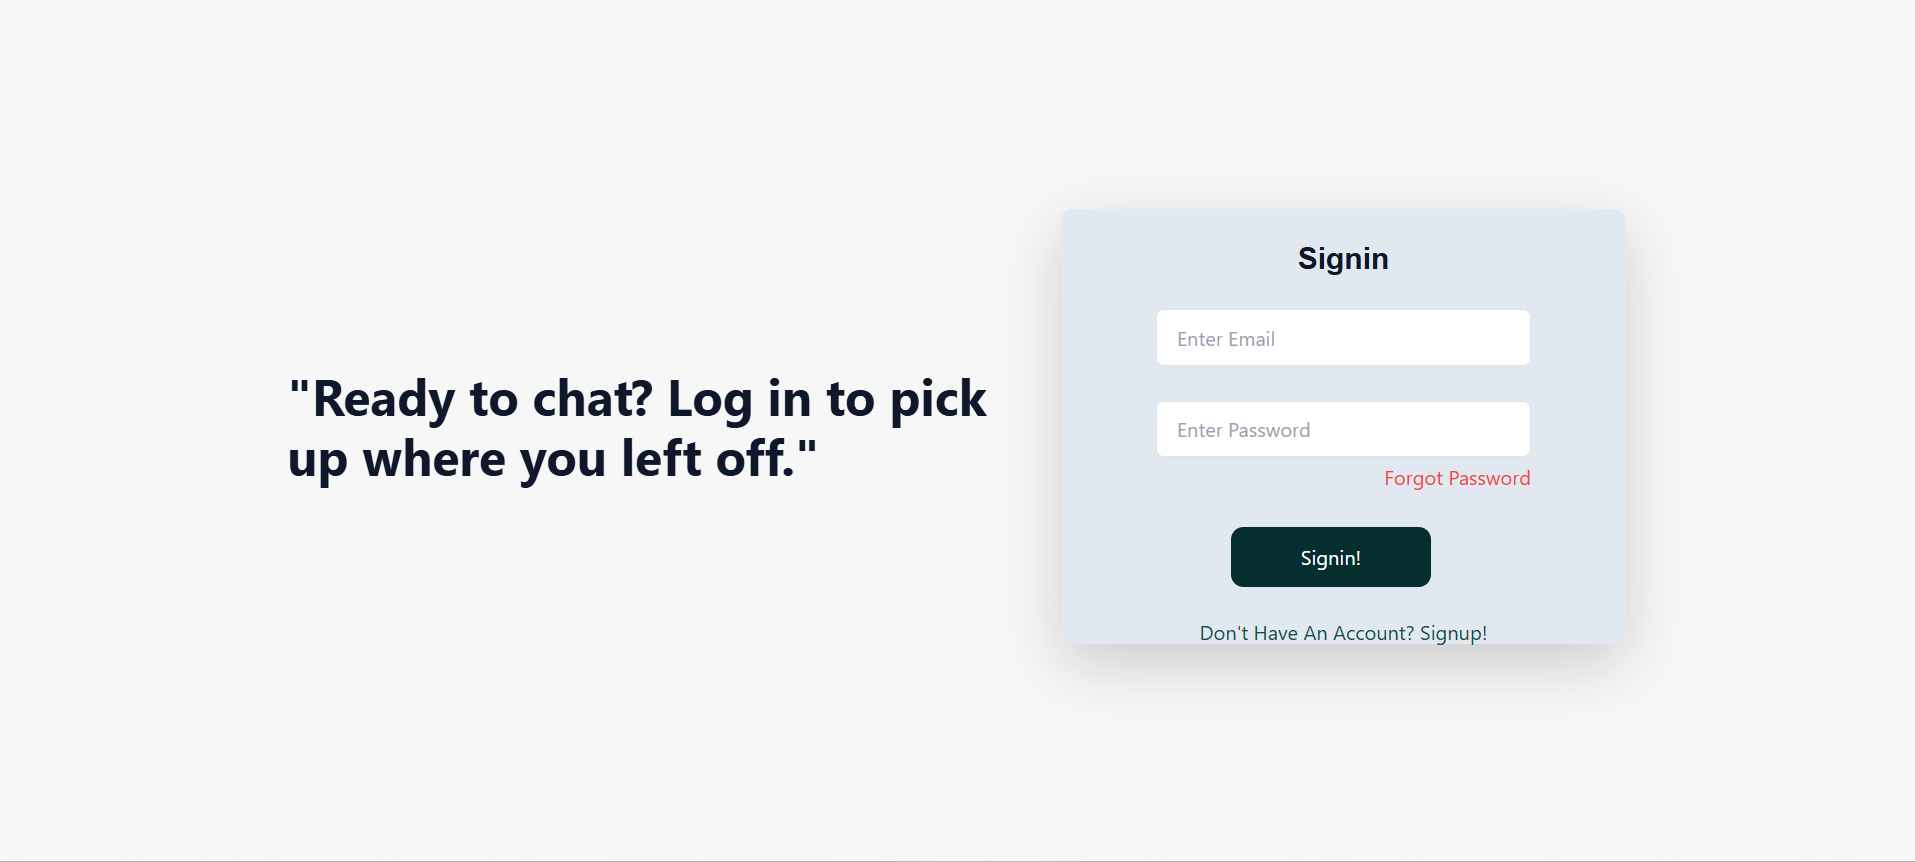 "Ready to chat? Log in to pick
up where you left off."
Signin
Enter Email
Enter Password
Forgot Password
Signin!
Don't Have An Account? Signup!